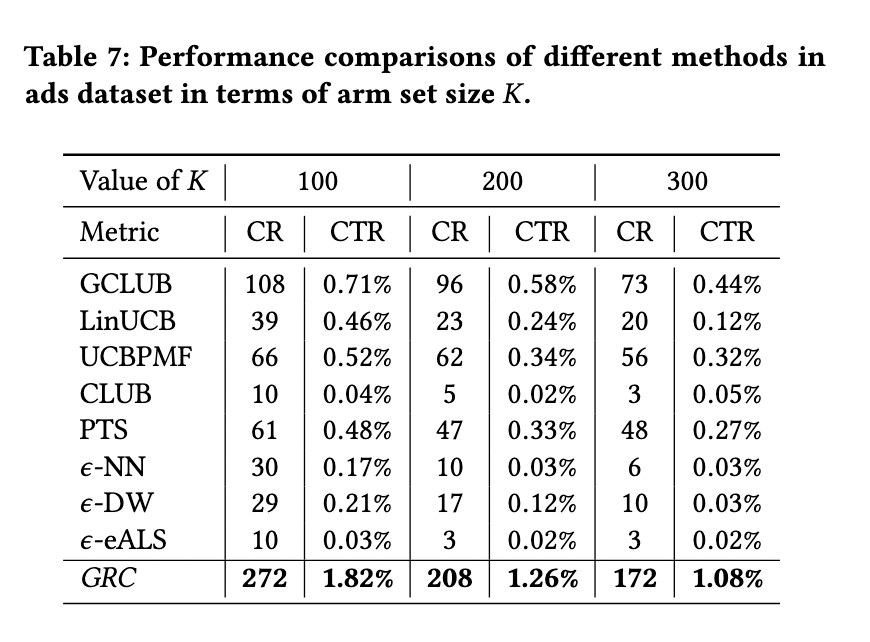 Table 7: Performance comparisons of different methods in
ads dataset in terms of arm set size K.
Value of K 100 200 300
Metric CR CTR CR CTR CR CTR
GCLUB 108 0.71% 96 0.58% 73 0.44%
LinUCB 39 0.46% 23 0.24% 20 0.12%
UCBPMF 66 0.52% 62 0.34% 56 0.32%
CLUB 10 0.04% 5 0.02% 3 0.05%
PTS 61 0.48% 47 0.33% 48 0.27%
ϵ-NN 30 0.17% 10 0.03% 6 0.03%
ϵ-DW 29 0.21% 17 0.12% 10 0.03%
ϵ-eALS 10 0.03% 3 0.02% 3 0.02%
GRC 272 1.82% 208 1.26% 172 1.08%